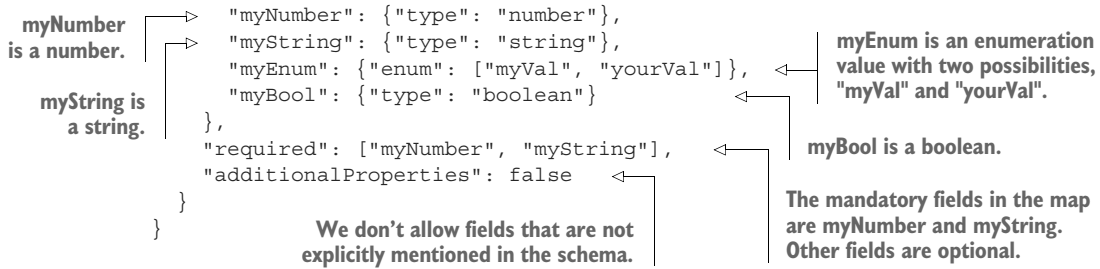 myNumber
is a number.
"myNumber": {"type": "number"},
"myString": {"type": "string"},
"myEnum": {"enum": ["myVal", "yourVal"]},
"myBool": {"type": "boolean"}
},
"required": ["myNumber", "myString"],
"additionalProperties": false
}
}
myString is
a string.
myEnum is an enumeration
value with two possibilities,
"myVal" and "yourVal".
myBool is a boolean.
The mandatory fields in the map
are myNumber and myString.
Other fields are optional.
We don’t allow fields that are not
explicitly mentioned in the schema.